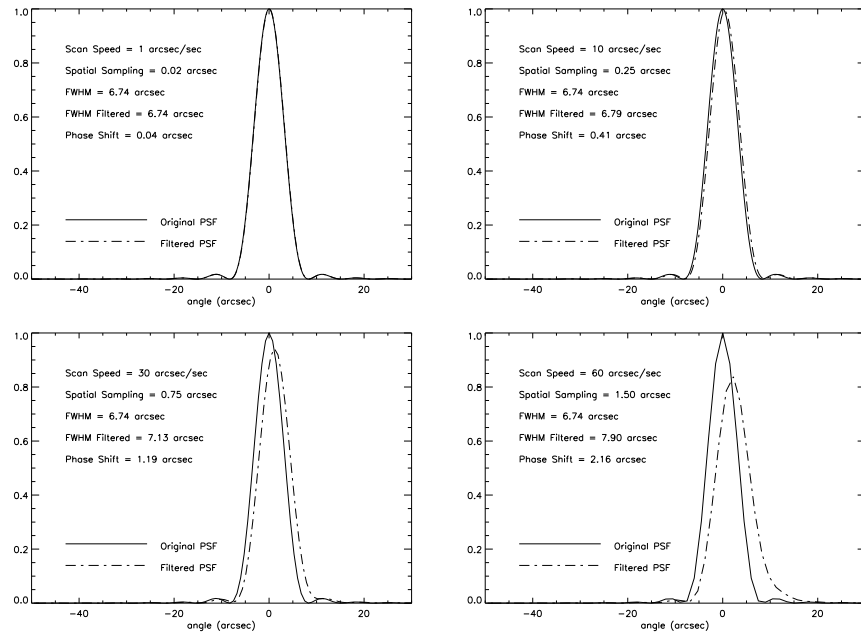 1.0
0.8
0.6
0.4
0.2
0.0
Scan Speed = 1 arcsec/sec
Spatial Sampling = 0.02 arcsec
FWHM = 6.74 arcsec
FWHM Filtered = 6.74 arcsec
Phase Shift = 0.04 arcsec
Original PSF
Filtered PSF
-40
-20
0
20
angle (arcsec)
1.0
0.8
0.6
0.4
0.2
0.0
Scan Speed = 10 arcsec/sec
Spatial Sampling = 0.25 arcsec
FWHM = 6.74 arcsec
FWHM Filtered = 6.79 arcsec
Phase Shift = 0.41 arcsec
Original PSF
Filtered PSF
-40
-20
0
20
angle (arcsec)
1.0
0.8
0.6
0.4
0.2
0.0
Scan Speed = 30 arcsec/sec
Spatial Sampling = 0.75 arcsec
FWHM = 6.74 arcsec
FWHM Filtered = 7.13 arcsec
Phase Shift = 1.19 arcsec
Original PSF
Filtered PSF
-40
-20
0
20
angle (arcsec)
1.0
0.8
0.6
0.4
0.2
0.0
Scan Speed = 60 arcsec/sec
Spatial Sampling = 1.50 arcsec
FWHM = 6.74 arcsec
FWHM Filtered = 7.90 arcsec
Phase Shift = 2.16 arcsec
Original PSF
Filtered PSF
-40
-20
0
20
angle (arcsec)